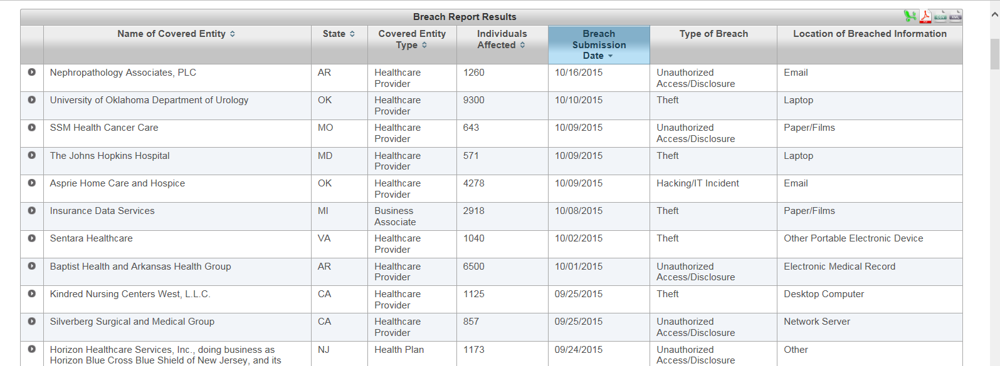 Breach Report Results
Name of Covered Entity State Covered Entity Type Individuals Affected Breach Submission Date Type of Breach Location of Breached Information
Nephropathology Associates, PLC AR Healthcare Provider 1260 10/16/2015 Unauthorized Access/Disclosure Email
University of Oklahoma Department of Urology OK Healthcare Provider 9300 10/10/2015 Theft Laptop
SSM Health Cancer Care MO Healthcare Provider 643 10/09/2015 Unauthorized Access/Disclosure Paper/Films
The Johns Hopkins Hospital MD Healthcare Provider 571 10/09/2015 Theft Laptop
Asprie Home Care and Hospice OK Healthcare Provider 4278 10/09/2015 Hacking/IT Incident Email
Insurance Data Services MI Business Associate 2918 10/08/2015 Theft Paper/Films
Sentara Healthcare VA Healthcare Provider 1040 10/02/2015 Theft Other Portable Electronic Device
Baptist Health and Arkansas Health Group AR Healthcare Provider 6500 10/01/2015 Unauthorized Access/Disclosure Electronic Medical Record
Kindred Nursing Centers West, L.L.C. CA Healthcare Provider 1125 09/25/2015 Theft Desktop Computer
Silverberg Surgical and Medical Group CA Healthcare Provider 857 09/25/2015 Unauthorized Access/Disclosure Network Server
Horizon Healthcare Services, Inc., doing business as Horizon Blue Cross Blue Shield of New Jersey, and its NJ Health Plan 1173 09/24/2015 Unauthorized Access/Disclosure Other